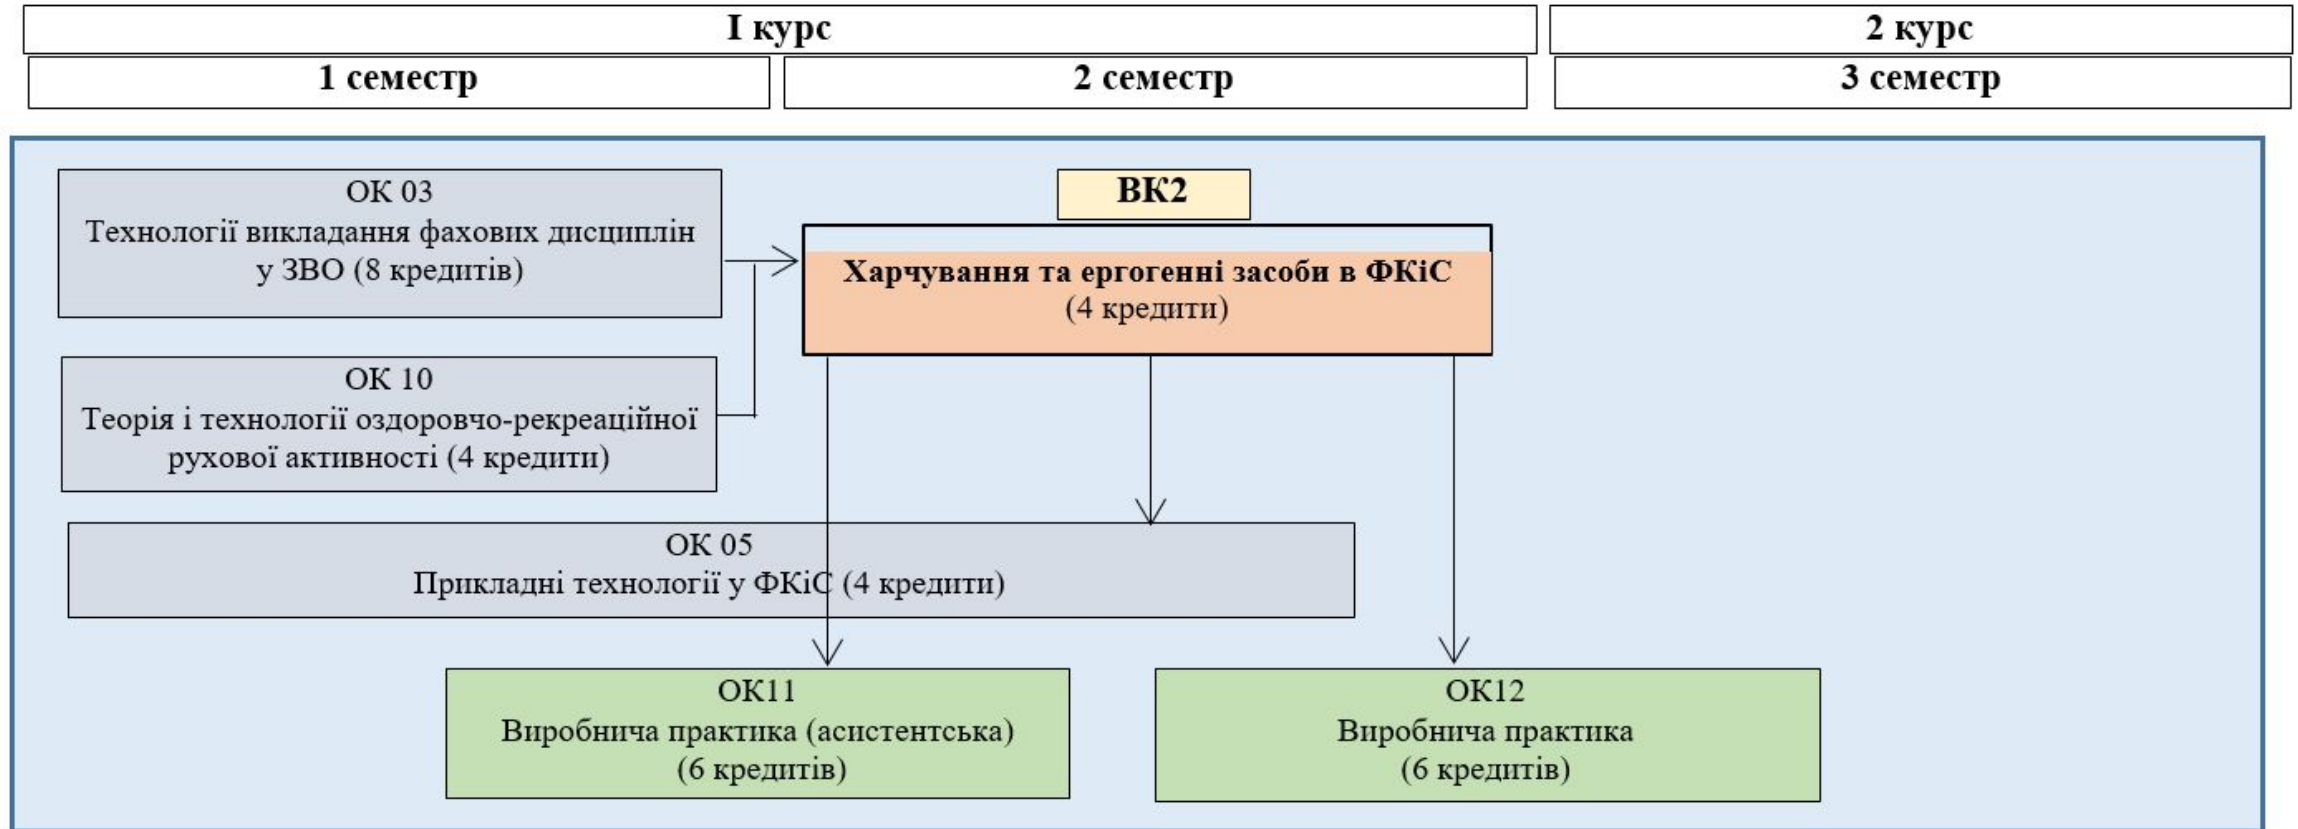 І курс
2 курс
1 семестр
2 семестр
3 семестр
ОК 03
Технології викладання фахових дисциплін
у ЗВО (8 кредитів)
ВК2
Харчування та ергогенні засоби в ФКіС
(4 кредити)
ОК 10
Теорія і технології оздоровчо-рекреаційної
рухової активності (4 кредити)
ОК 05
Прикладні технології у ФКіС (4 кредити)
ОК11
Виробнича практика (асистентська)
(6 кредитів)
ОК12
Виробнича практика
(6 кредитів)